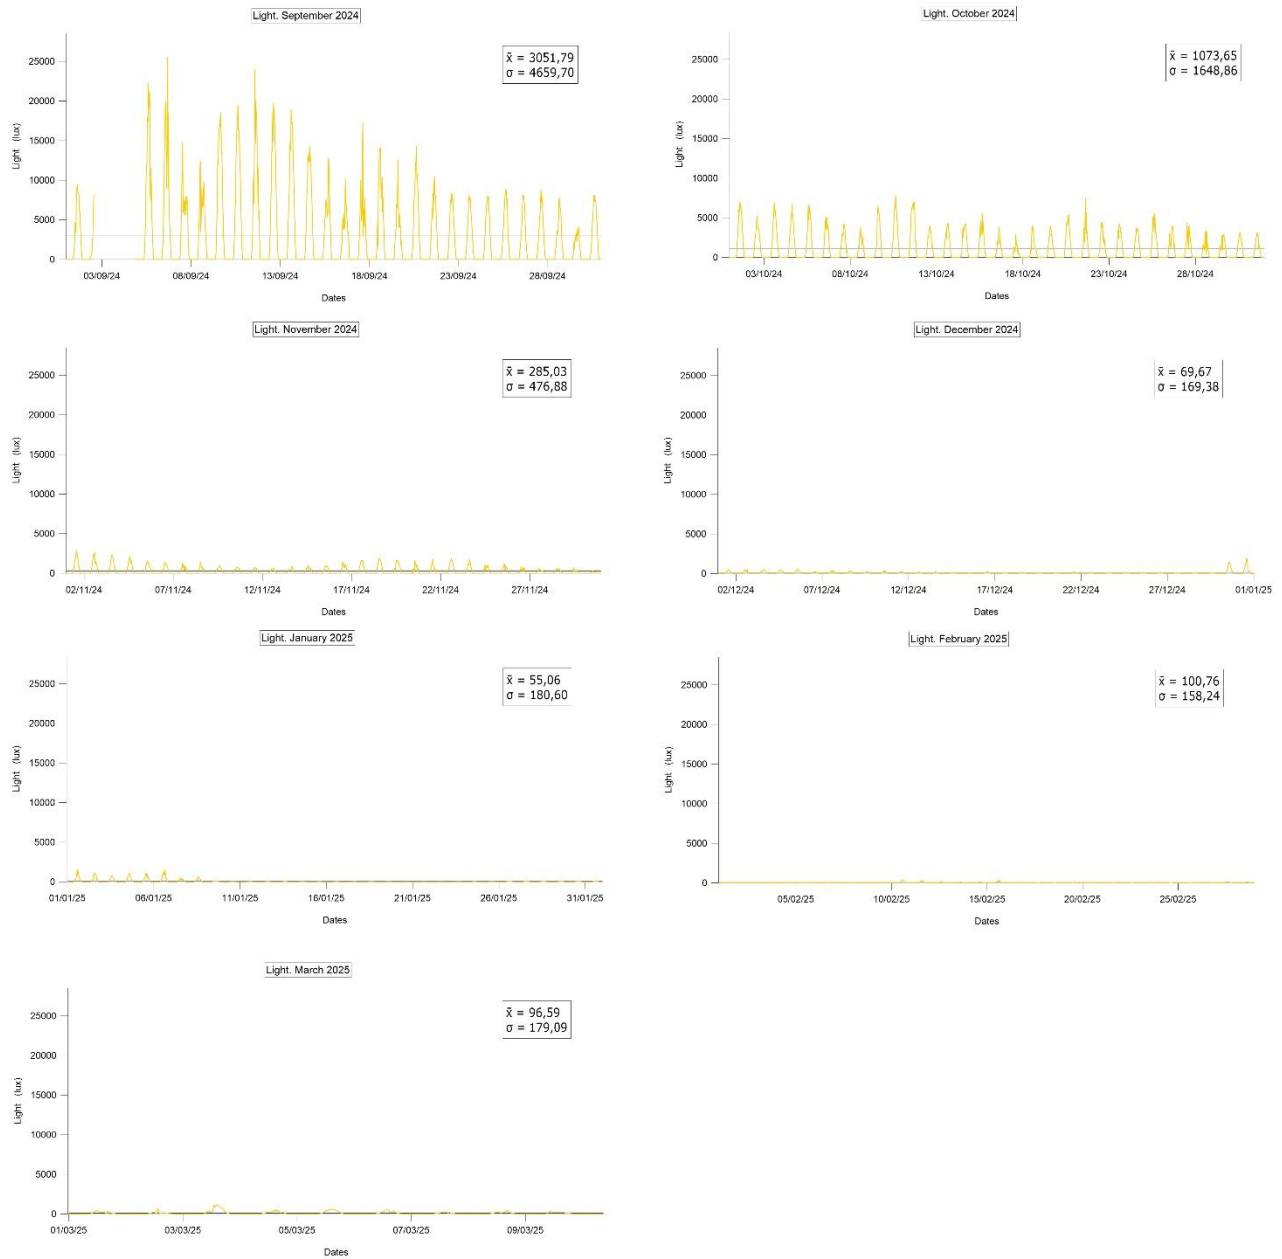 Light. September 2024
x̄ = 3051,79
σ = 4659,70
25000
20000
15000
10000
5000
0
Light (lux)
03/09/24 08/09/24 13/09/24 18/09/24 23/09/24 28/09/24
Dates
Light. October 2024
x̄ = 1073,65
σ = 1648,86
25000
20000
15000
10000
5000
0
Light (lux)
03/10/24 08/10/24 13/10/24 18/10/24 23/10/24 28/10/24
Dates
Light. November 2024
x̄ = 285,03
σ = 476,88
25000
20000
15000
10000
5000
0
Light (lux)
02/11/24 07/11/24 12/11/24 17/11/24 22/11/24 27/11/24
Dates
Light. December 2024
x̄ = 69,67
σ = 169,38
25000
20000
15000
10000
5000
0
Light (lux)
02/12/24 07/12/24 12/12/24 17/12/24 22/12/24 27/12/24 01/01/25
Dates
Light. January 2025
x̄ = 55,06
σ = 180,60
25000
20000
15000
10000
5000
0
Light (lux)
01/01/25 06/01/25 11/01/25 16/01/25 21/01/25 26/01/25 31/01/25
Dates
Light. February 2025
x̄ = 100,76
σ = 158,24
25000
20000
15000
10000
5000
0
Light (lux)
05/02/25 10/02/25 15/02/25 20/02/25 25/02/25
Dates
Light. March 2025
x̄ = 96,59
σ = 179,09
25000
20000
15000
10000
5000
0
Light (lux)
01/03/25 03/03/25 05/03/25 07/03/25 09/03/25
Dates